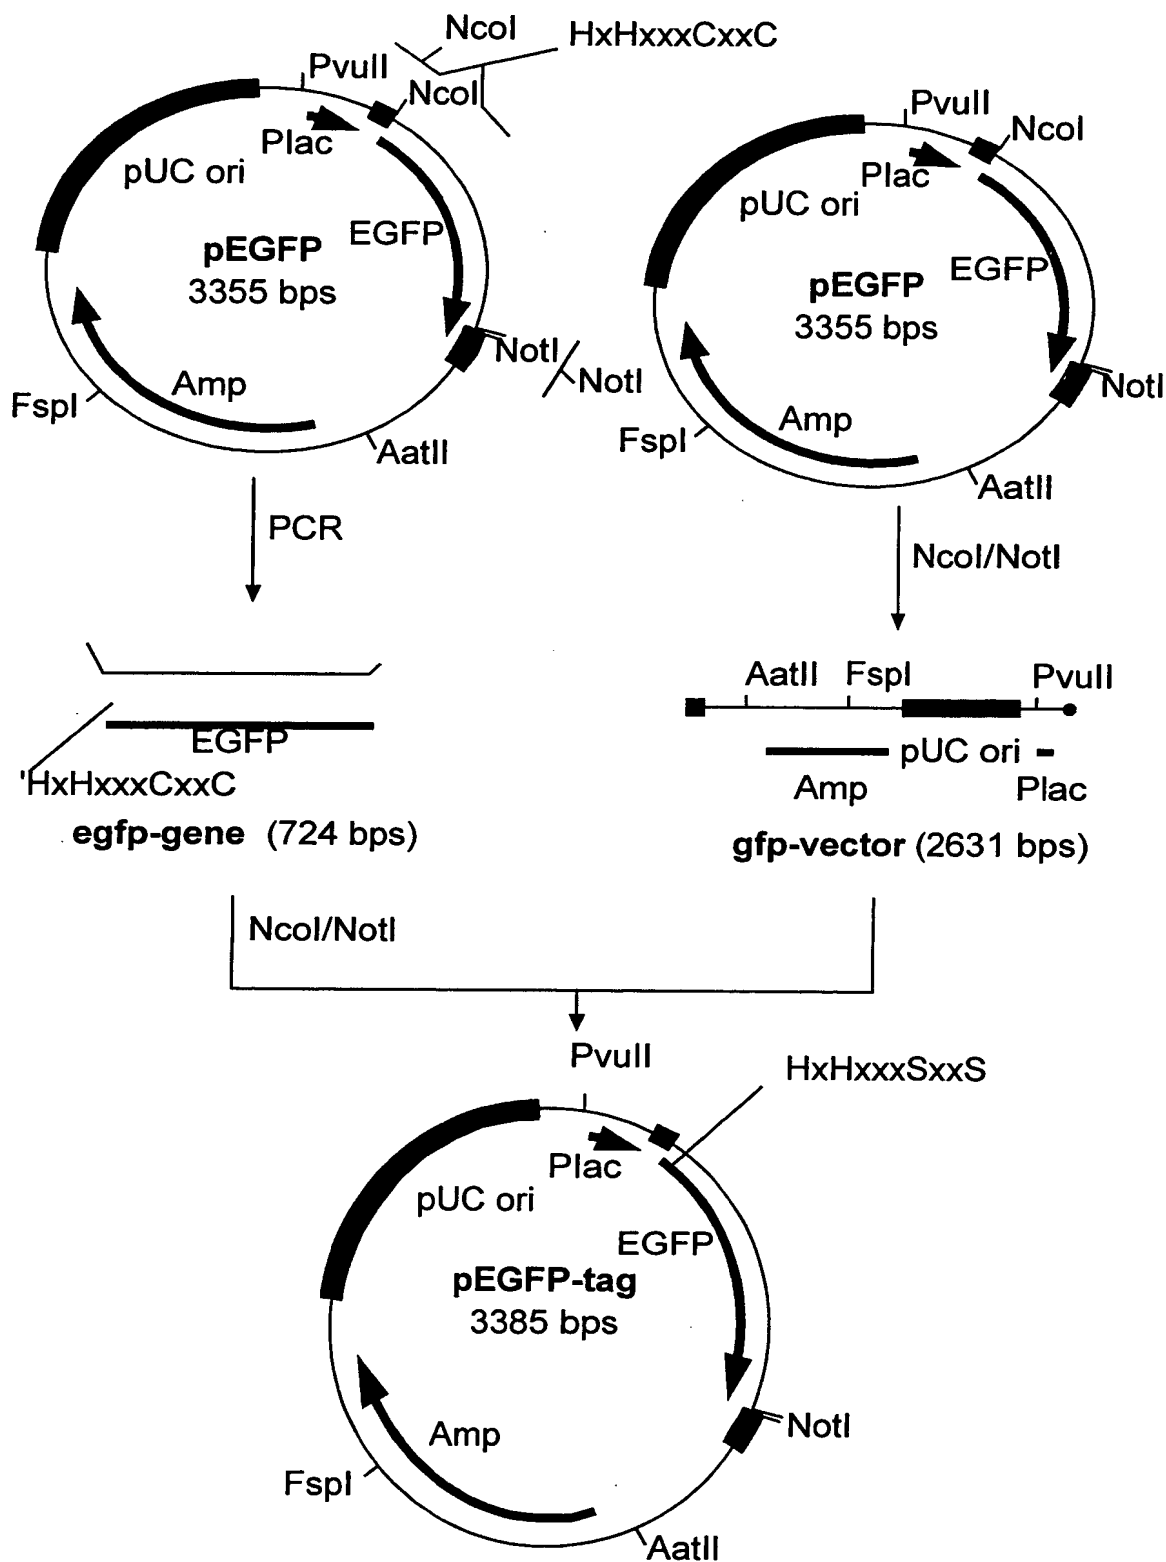 NcoI
HxHxxxCxxC
PvuII
NcoI
Plac
pUC ori
EGFP
pEGFP
3355 bps
NotI
NotI
Amp
FspI
AatII
PvuII
NcoI
Plac
pUC ori
EGFP
pEGFP
3355 bps
NotI
Amp
FspI
AatII
PCR
NcoI/NotI
EGFP
'HxHxxxCxxC
egfp-gene (724 bps)
AatII FspI PvuII
pUC ori
Amp Plac
gfp-vector (2631 bps)
NcoI/NotI
PvuII
HxHxxxSxxS
Plac
pUC ori
EGFP
pEGFP-tag
3385 bps
NotI
Amp
FspI
AatII